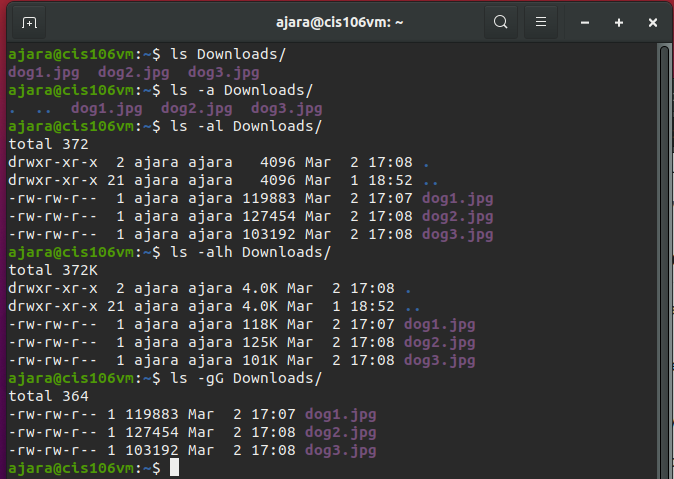 ajara@cis106vm: ~
ajara@cis106vm:~$ ls Downloads/
dog1.jpg  dog2.jpg  dog3.jpg
ajara@cis106vm:~$ ls -a Downloads/
.  ..  dog1.jpg  dog2.jpg  dog3.jpg
ajara@cis106vm:~$ ls -al Downloads/
total 372
drwxr-xr-x  2 ajara ajara   4096 Mar  2 17:08 .
drwxr-xr-x 21 ajara ajara   4096 Mar  1 18:52 ..
-rw-rw-r--  1 ajara ajara 119883 Mar  2 17:07 dog1.jpg
-rw-rw-r--  1 ajara ajara 127454 Mar  2 17:08 dog2.jpg
-rw-rw-r--  1 ajara ajara 103192 Mar  2 17:08 dog3.jpg
ajara@cis106vm:~$ ls -alh Downloads/
total 372K
drwxr-xr-x  2 ajara ajara 4.0K Mar  2 17:08 .
drwxr-xr-x 21 ajara ajara 4.0K Mar  1 18:52 ..
-rw-rw-r--  1 ajara ajara 118K Mar  2 17:07 dog1.jpg
-rw-rw-r--  1 ajara ajara 125K Mar  2 17:08 dog2.jpg
-rw-rw-r--  1 ajara ajara 101K Mar  2 17:08 dog3.jpg
ajara@cis106vm:~$ ls -gG Downloads/
total 364
-rw-rw-r-- 1 119883 Mar  2 17:07 dog1.jpg
-rw-rw-r-- 1 127454 Mar  2 17:08 dog2.jpg
-rw-rw-r-- 1 103192 Mar  2 17:08 dog3.jpg
ajara@cis106vm:~$